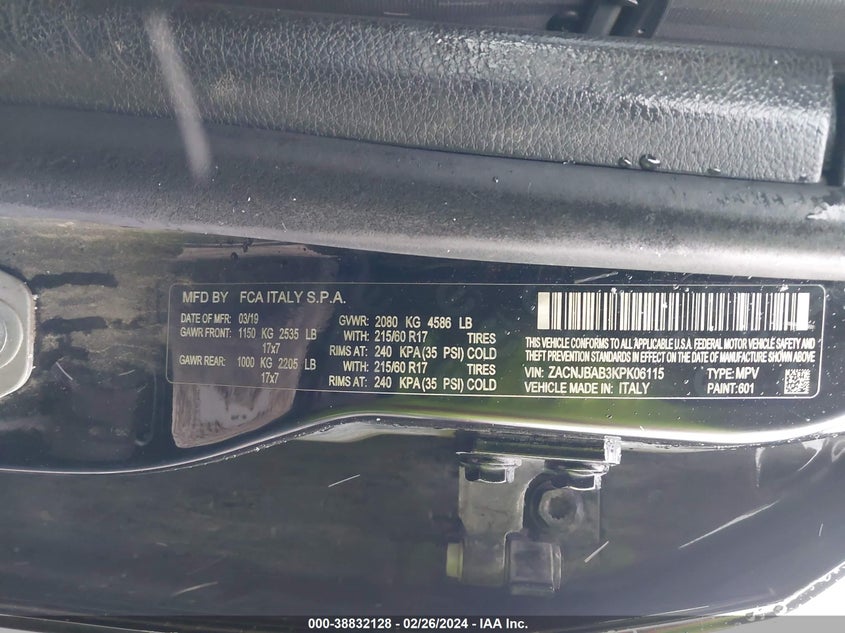 MFD BY FCA ITALY S.P.A.
DATE OF MFR: 03/19 GVWR: 2080 KG 4586 LB
GAWR FRONT: 1150 KG 2535 LB WITH: 215/60 R17 TIRES
17x7 RIMS AT: 240 KPA (35 PSI) COLD
GAWR REAR: 1000 KG 2205 LB WITH: 215/60 R17 TIRES
17x7 RIMS AT: 240 KPA (35 PSI) COLD
THIS VEHICLE CONFORMS TO ALL APPLICABLE U.S.A. FEDERAL MOTOR VEHICLE SAFETY
AND THEFT PREVENTION STANDARDS IN EFFECT ON THE DATE OF MANUFACTURE SHOWN ABOVE
VIN: ZACNJBAB3KPK06115 TYPE: MPV
VEHICLE MADE IN: ITALY PAINT: 601
000-38832128 - 02/26/2024 - IAA Inc.